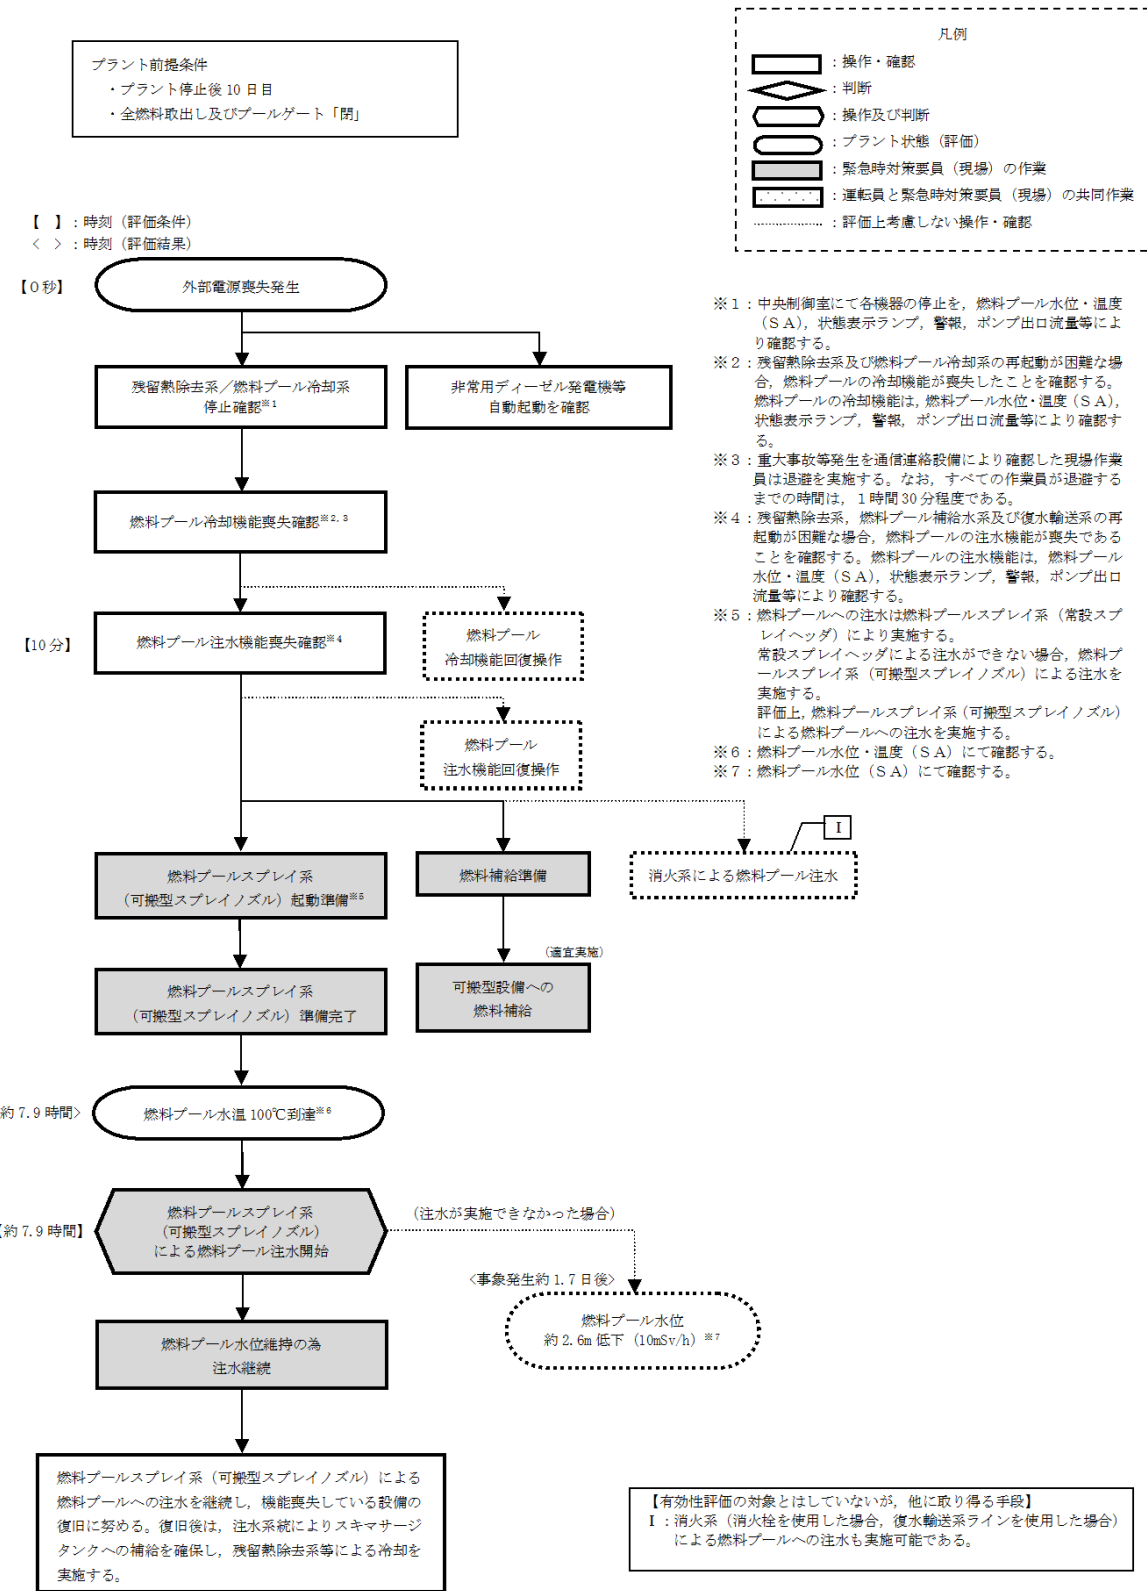 プラント前提条件
・プラント停止後 10 日目
・全燃料取出し及びプールゲート「閉」
凡例
：操作・確認
：判断
：操作及び判断
：プラント状態（評価）
：緊急時対策要員（現場）の作業
：運転員と緊急時対策要員（現場）の共同作業
：評価上考慮しない操作・確認
【　】：時刻（評価条件）
＜　＞：時刻（評価結果）
【0 秒】
外部電源喪失発生
残留熱除去系／燃料プール冷却系
停止確認※1
非常用ディーゼル発電機等
自動起動を確認
燃料プール冷却機能喪失確認※2,3
【10 分】
燃料プール注水機能喪失確認※4
燃料プール
冷却機能回復操作
燃料プール
注水機能回復操作
※１：中央制御室にて各機器の停止を，燃料プール水位・温度
（ＳＡ），状態表示ランプ，警報，ポンプ出口流量等によ
り確認する。
※２：残留熱除去系及び燃料プール冷却系の再起動が困難な場
合，燃料プールの冷却機能が喪失したことを確認する。
燃料プールの冷却機能は，燃料プール水位・温度（ＳＡ），
状態表示ランプ，警報，ポンプ出口流量等により確認す
る。
※３：重大事故等発生を通信連絡設備により確認した現場作業
員は退避を実施する。なお，すべての作業員が退避する
までの時間は，１時間 30 分程度である。
※４：残留熱除去系，燃料プール補給水系及び復水輸送系の再
起動が困難な場合，燃料プールの注水機能が喪失である
ことを確認する。燃料プールの注水機能は，燃料プール
水位・温度（ＳＡ），状態表示ランプ，警報，ポンプ出口
流量等により確認する。
※５：燃料プールへの注水は燃料プールスプレイ系（常設スプ
レイヘッダ）により実施する。
常設スプレイヘッダによる注水ができない場合，燃料プ
ールスプレイ系（可搬型スプレイノズル）による注水を
実施する。
評価上，燃料プールスプレイ系（可搬型スプレイノズル）
による燃料プールへの注水を実施する。
※６：燃料プール水位・温度（ＳＡ）にて確認する。
※７：燃料プール水位（ＳＡ）にて確認する。
Ⅰ
燃料プールスプレイ系
（可搬型スプレイノズル）起動準備※5
燃料補給準備
消火系による燃料プール注水
（適宜実施）
燃料プールスプレイ系
（可搬型スプレイノズル）準備完了
可搬型設備への
燃料補給
約 7.9 時間＞
燃料プール水温 100℃到達※6
【約 7.9 時間】
燃料プールスプレイ系
（可搬型スプレイノズル）
による燃料プール注水開始
（注水が実施できなかった場合）
＜事象発生約 1.7 日後＞
燃料プール水位
約 2.6m 低下（10mSv/h）※7
燃料プール水位維持の為
注水継続
燃料プールスプレイ系（可搬型スプレイノズル）による
燃料プールへの注水を継続し，機能喪失している設備の
復旧に努める。復旧後は，注水系統によりスキマサージ
タンクへの補給を確保し，残留熱除去系等による冷却を
実施する。
【有効性評価の対象とはしていないが，他に取り得る手段】
Ⅰ：消火系（消火栓を使用した場合，復水輸送系ラインを使用した場合）
による燃料プールへの注水も実施可能である。